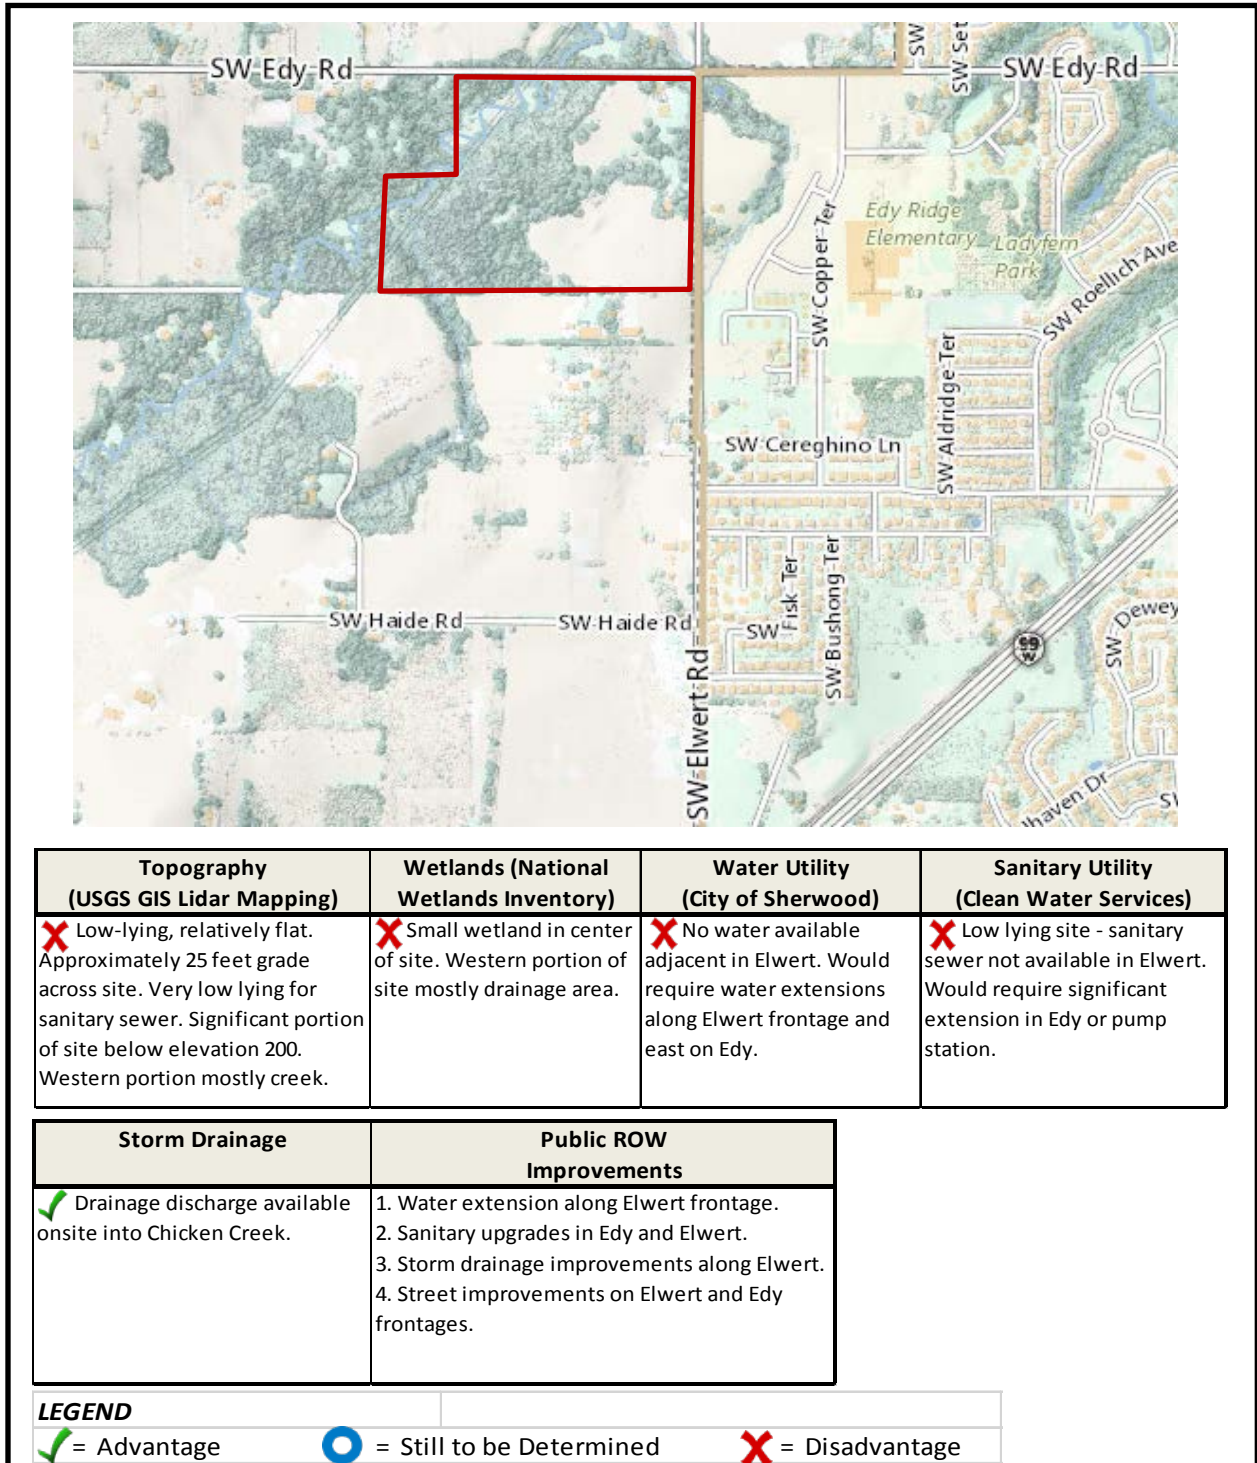 SW Edy Rd
SW
SW Set
SW Edy Rd
SW Copper Ter
Edy Ridge
Elementary
Ladyfern
Park
SW Roellich Ave
SW Aldridge Ter
SW Cereghino Ln
SW Haide Rd
SW Haide Rd
SW Elwert Rd
SW Fisk Ter
SW Bushong Ter
99
W
SW Dewey
lhaven Dr
Topography
(USGS GIS Lidar Mapping)
Low-lying, relatively flat.
Approximately 25 feet grade
across site. Very low lying for
sanitary sewer. Significant portion
of site below elevation 200.
Western portion mostly creek.
Wetlands (National
Wetlands Inventory)
Small wetland in center
of site. Western portion of
site mostly drainage area.
Water Utility
(City of Sherwood)
No water available
adjacent in Elwert. Would
require water extensions
along Elwert frontage and
east on Edy.
Sanitary Utility
(Clean Water Services)
Low lying site - sanitary
sewer not available in Elwert.
Would require significant
extension in Edy or pump
station.
Storm Drainage
Drainage discharge available
onsite into Chicken Creek.
Public ROW
Improvements
1. Water extension along Elwert frontage.
2. Sanitary upgrades in Edy and Elwert.
3. Storm drainage improvements along Elwert.
4. Street improvements on Elwert and Edy
frontages.
LEGEND
= Advantage
= Still to be Determined
= Disadvantage